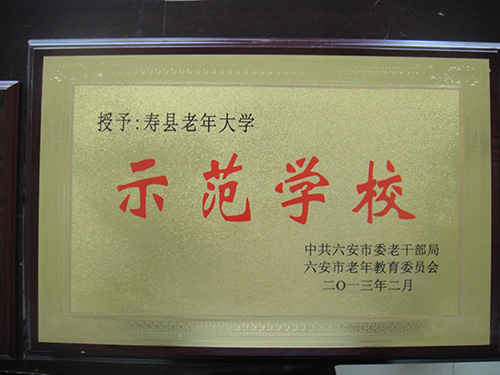 授予:寿县老年大学
示范学校
中共六安市委老干部局
六安市老年教育委员会
二O一三年二月